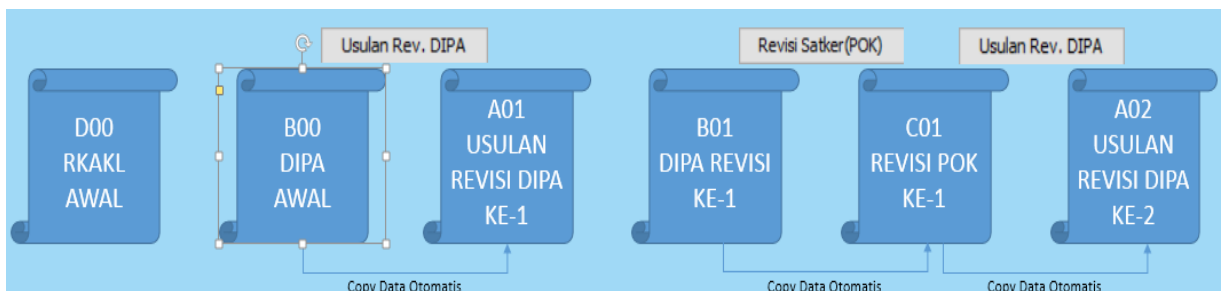 Usulan Rev. DIPA
Revisi Satker(POK)
Usulan Rev. DIPA
D00
RKAKL
AWAL
B00
DIPA
AWAL
A01
USULAN
REVISI DIPA
KE-1
B01
DIPA REVISI
KE-1
C01
REVISI POK
KE-1
A02
USULAN
REVISI DIPA
KE-2
Copy Data Otomatis
Copy Data Otomatis
Copy Data Otomatis